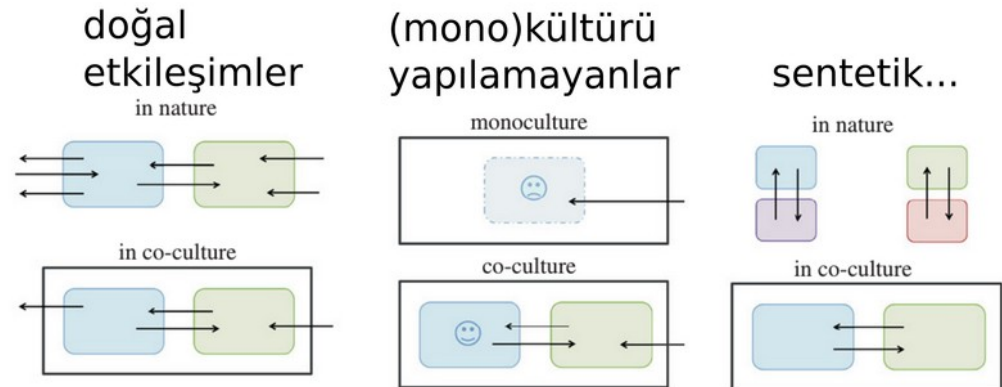 doğal
etkileşimler
in nature
in co-culture
(mono)kültürü
yapılamayanlar
monoculture
co-culture
sentetik...
in nature
in co-culture